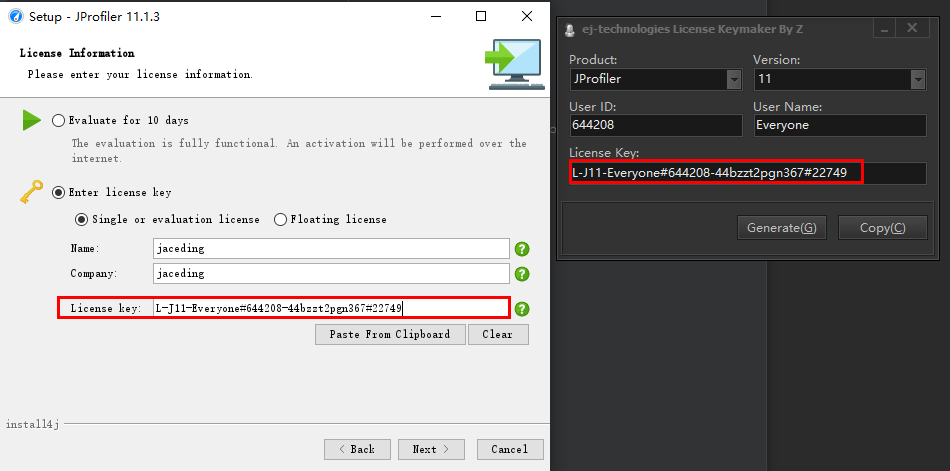 Setup - JProfiler 11.1.3
License Information
Please enter your license information.
Evaluate for 10 days
The evaluation is fully functional. An activation will be performed over the
internet.
Enter license key
Single or evaluation license
Floating license
Name:
jaceding
Company:
jaceding
License key:
L-J11-Everyone#644208-44bzzt2pgn367#22749
Paste From Clipboard
Clear
install4j
< Back
Next >
Cancel
ej-technologies License Keymaker By Z
Product:
Version:
JProfiler
11
User ID:
User Name:
644208
Everyone
License Key:
L-J11-Everyone#644208-44bzzt2pgn367#22749
Generate(G)
Copy(C)